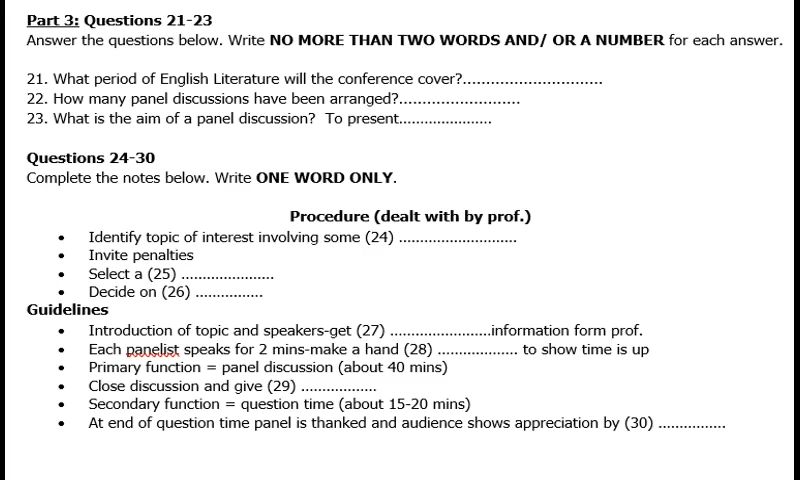 Part 3: Questions 21-23
Answer the questions below. Write NO MORE THAN TWO WORDS AND/ OR A NUMBER for each answer.
21. What period of English Literature will the conference cover?..............................
22. How many panel discussions have been arranged?..........................
23. What is the aim of a panel discussion?  To present......................
Questions 24-30
Complete the notes below. Write ONE WORD ONLY.
Procedure (dealt with by prof.)
• Identify topic of interest involving some (24) ............................
• Invite penalties
• Select a (25) ......................
• Decide on (26) ................
Guidelines
• Introduction of topic and speakers-get (27) ........................information form prof.
• Each panelist speaks for 2 mins-make a hand (28) ................... to show time is up
• Primary function = panel discussion (about 40 mins)
• Close discussion and give (29) ..................
• Secondary function = question time (about 15-20 mins)
• At end of question time panel is thanked and audience shows appreciation by (30) ................